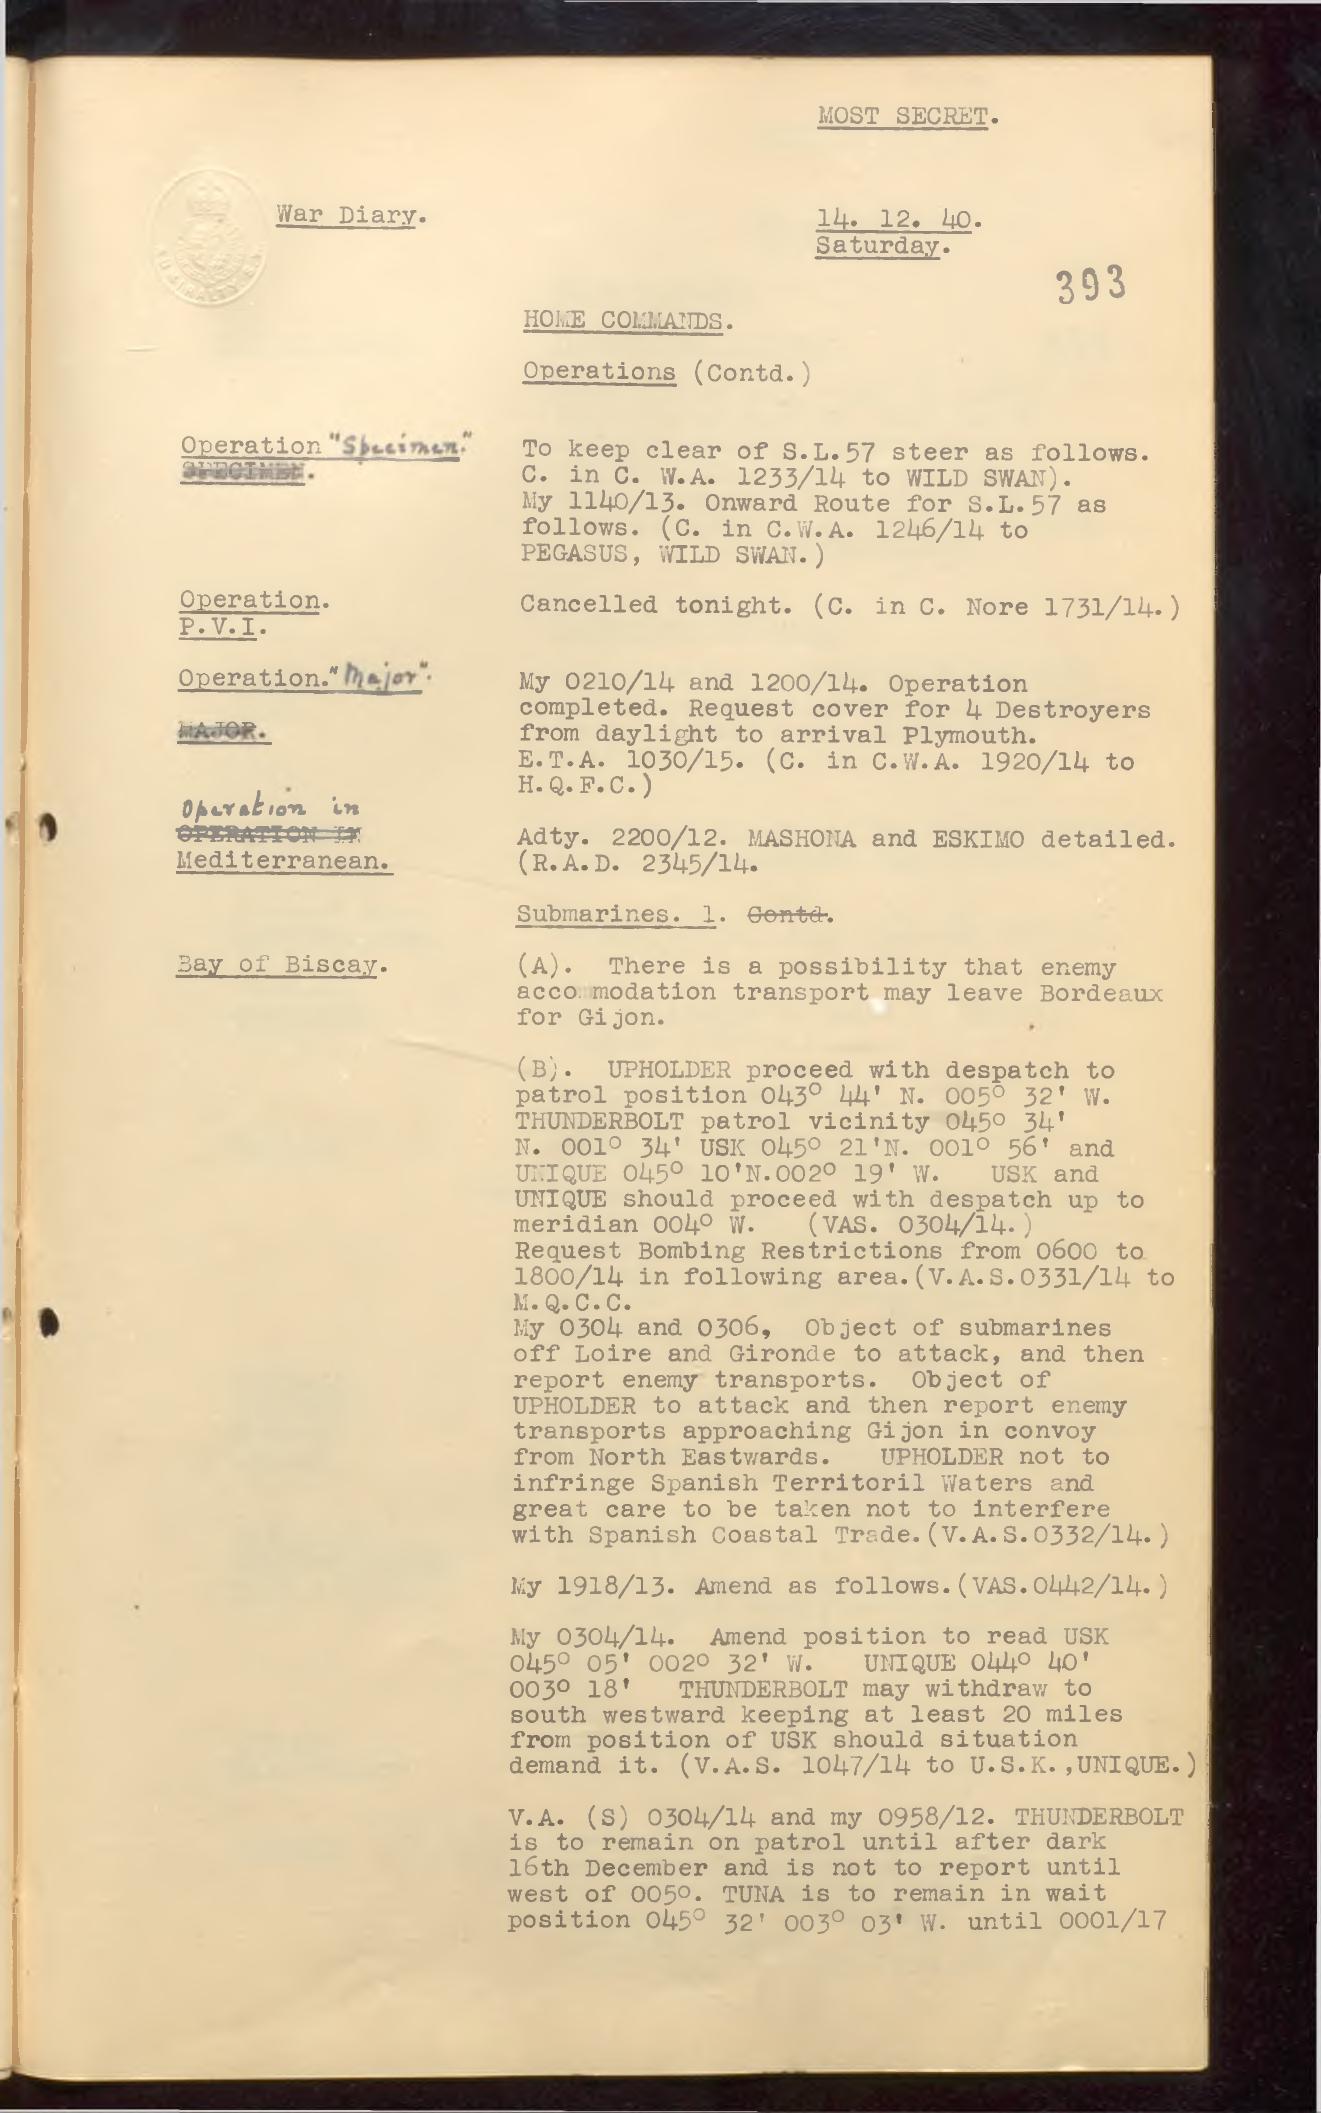 MOST SECRET.
War Diary.
14. 12. 40.
Saturday.
393
HOME COMMANDS.
Operations (Contd.)
Operation "Specimen."
SPECIMEN.
To keep clear of S.L.57 steer as follows.
C. in C. W.A. 1233/14 to WILD SWAN).
My 1140/13. Onward Route for S.L.57 as
follows. (C. in C.W.A. 1246/14 to
PEGASUS, WILD SWAN.)
Operation.
P.V.I.
Cancelled tonight. (C. in C. Nore 1731/14.)
Operation. "Major".
MAJOR.
My 0210/14 and 1200/14. Operation
completed. Request cover for 4 Destroyers
from daylight to arrival Plymouth.
E.T.A. 1030/15. (C. in C.W.A. 1920/14 to
H.Q.F.C.)
Operation in
OPERATION IN
Mediterranean.
Adty. 2200/12. MASHONA and ESKIMO detailed.
(R.A.D. 2345/14.
Submarines. 1. Contd.
Bay of Biscay.
(A). There is a possibility that enemy
accommodation transport may leave Bordeaux
for Gijon.
(B). UPHOLDER proceed with despatch to
patrol position 043° 44' N. 005° 32' W.
THUNDERBOLT patrol vicinity 045° 34'
N. 001° 34' USK 045° 21'N. 001° 56' and
UNIQUE 045° 10'N.002° 19' W. USK and
UNIQUE should proceed with despatch up to
meridian 004° W. (VAS. 0304/14.)
Request Bombing Restrictions from 0600 to
1800/14 in following area.(V.A.S.0331/14 to
M.Q.C.C.
My 0304 and 0306, Object of submarines
off Loire and Gironde to attack, and then
report enemy transports. Object of
UPHOLDER to attack and then report enemy
transports approaching Gijon in convoy
from North Eastwards. UPHOLDER not to
infringe Spanish Territoril Waters and
great care to be taken not to interfere
with Spanish Coastal Trade.(V.A.S.0332/14.)
My 1918/13. Amend as follows.(VAS.0442/14.)
My 0304/14. Amend position to read USK
045° 05' 002° 32' W. UNIQUE 044° 40'
003° 18' THUNDERBOLT may withdraw to
south westward keeping at least 20 miles
from position of USK should situation
demand it. (V.A.S. 1047/14 to U.S.K.,UNIQUE.)
V.A. (S) 0304/14 and my 0958/12. THUNDERBOLT
is to remain on patrol until after dark
16th December and is not to report until
west of 005°. TUNA is to remain in wait
position 045° 32' 003° 03' W. until 0001/17